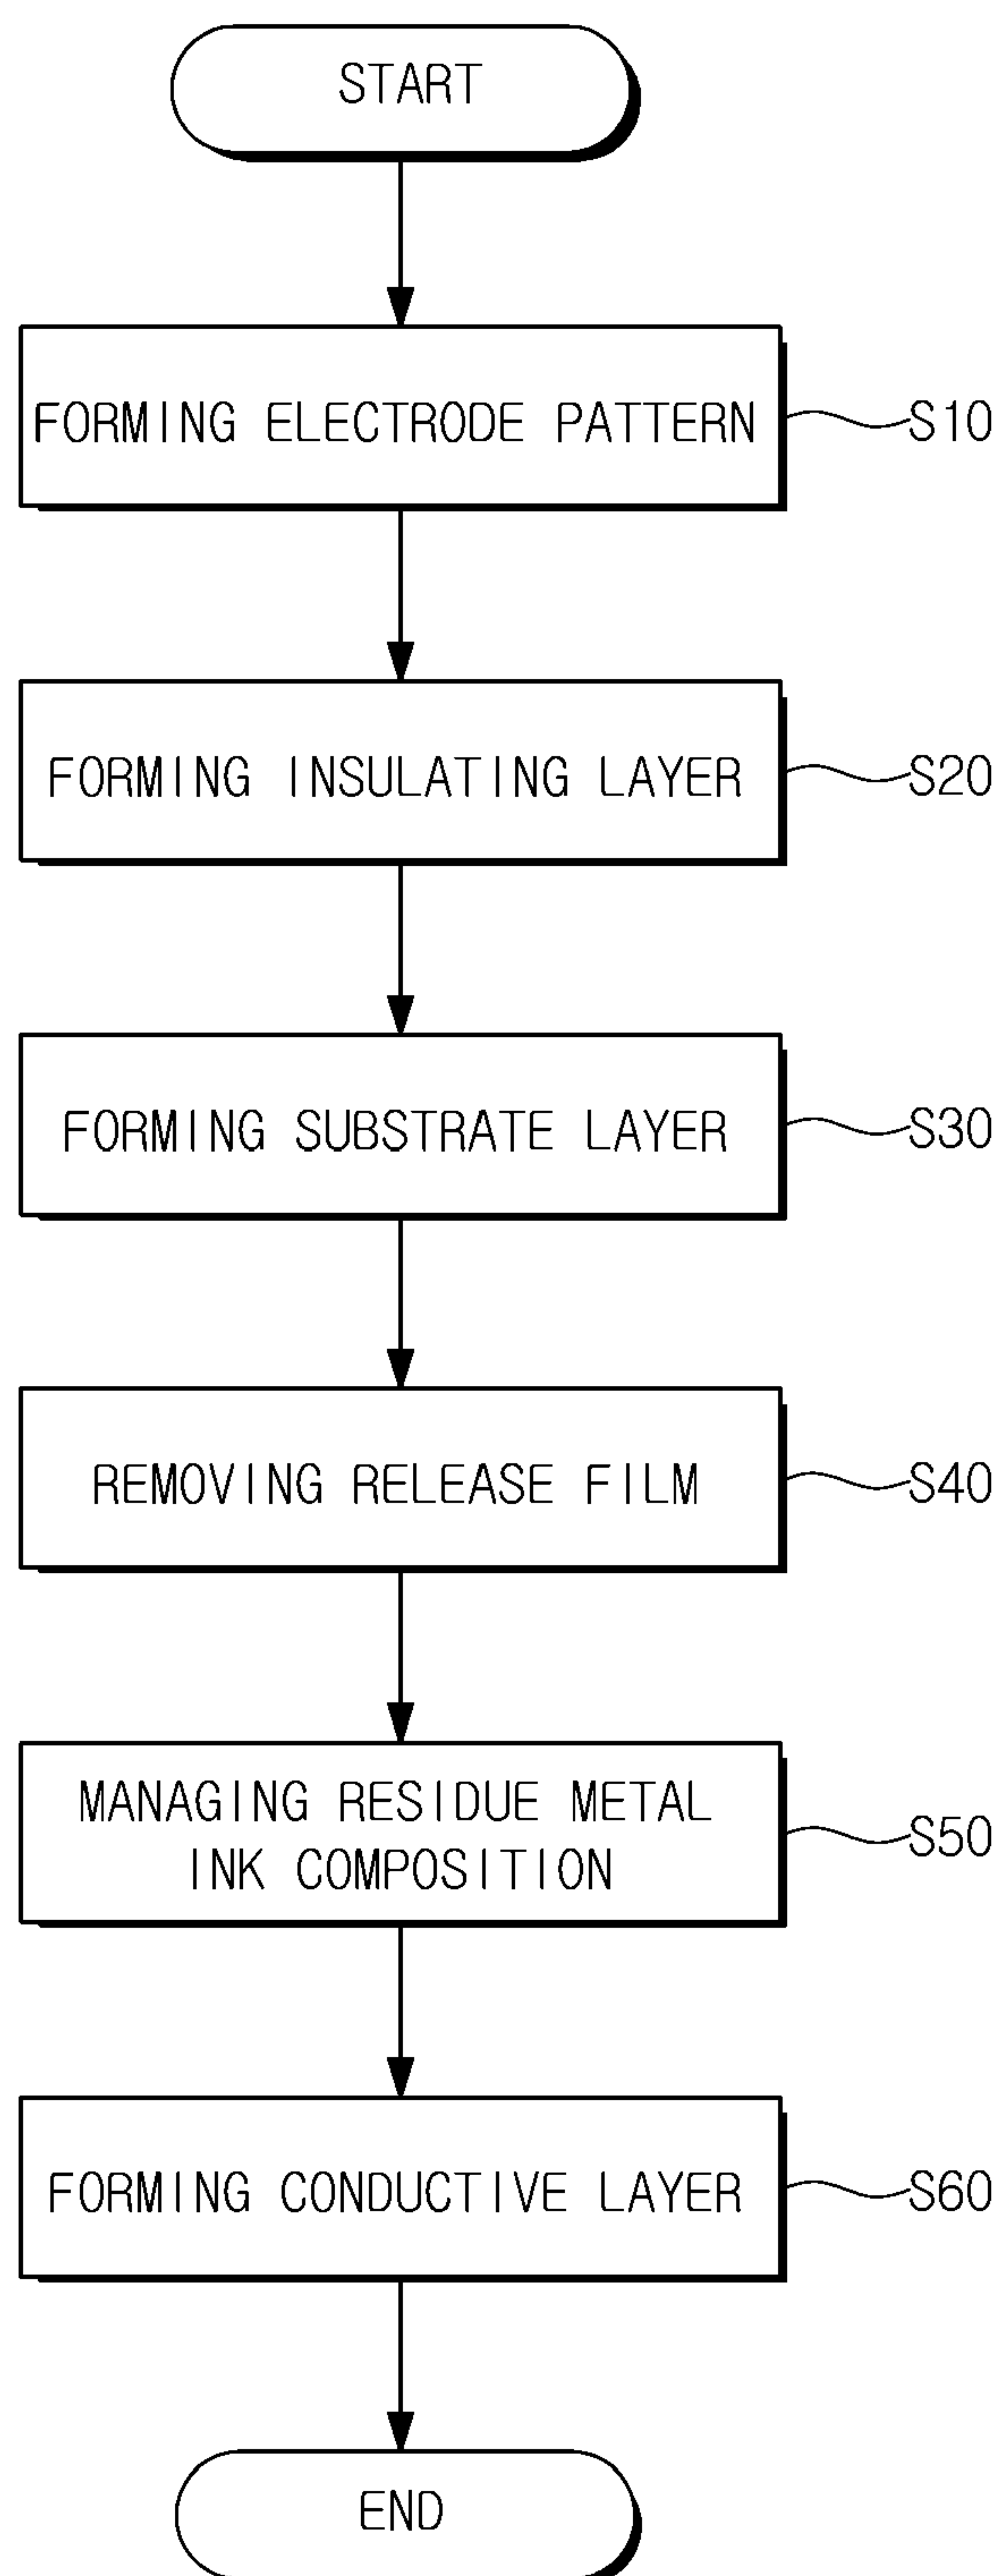 START
FORMING ELECTRODE PATTERN
S10
FORMING INSULATING LAYER
S20
FORMING SUBSTRATE LAYER
S30
REMOVING RELEASE FILM
S40
MANAGING RESIDUE METAL
INK COMPOSITION
S50
FORMING CONDUCTIVE LAYER
S60
END